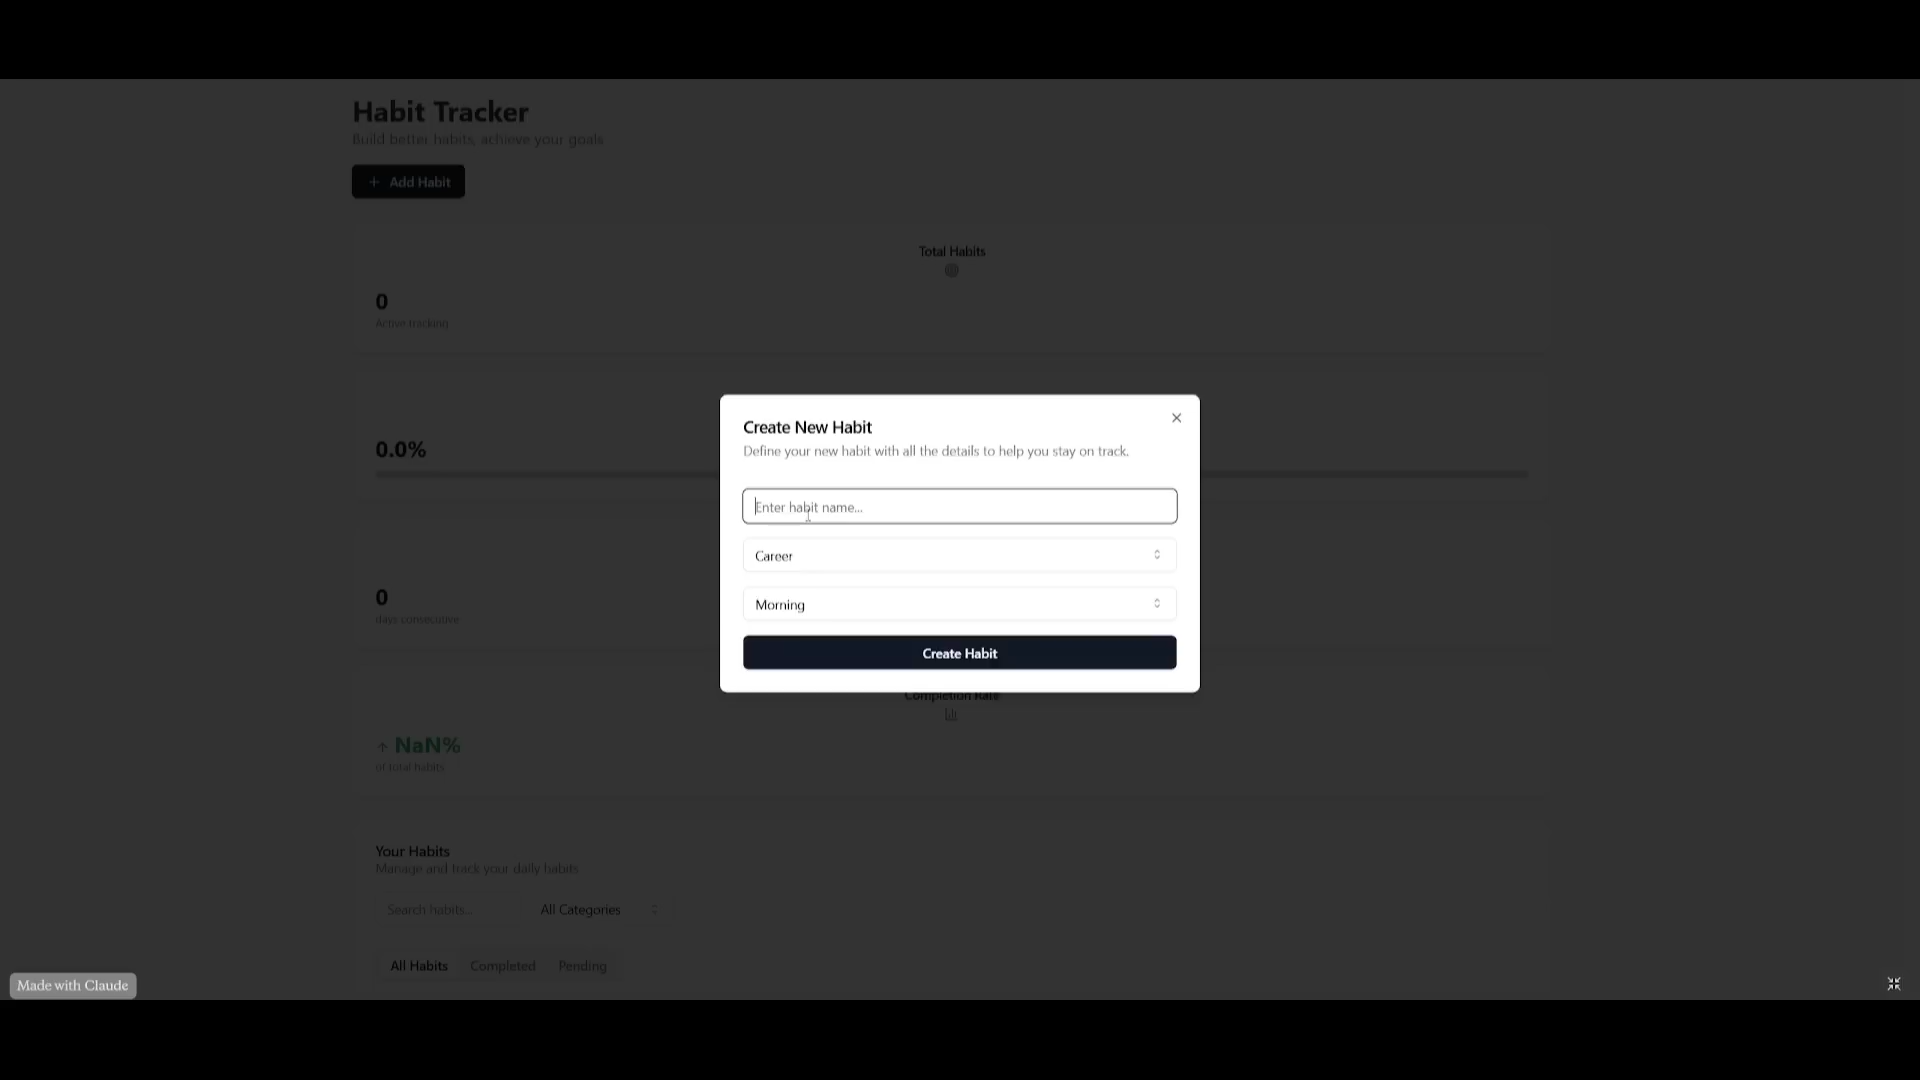 Habit Tracker
Build better habits, achieve your goals
+ Add Habit
Total Habits
0
Active tracking
0.0%
Create New Habit
Define your new habit with all the details to help you stay on track.
Enter habit name...
Career
Morning
Create Habit
0
days consecutive
Completion Rate
↑ NaN%
of total habits
Your Habits
Manage and track your daily habits
Search habits... All Categories
All Habits Completed Pending
Made with Claude